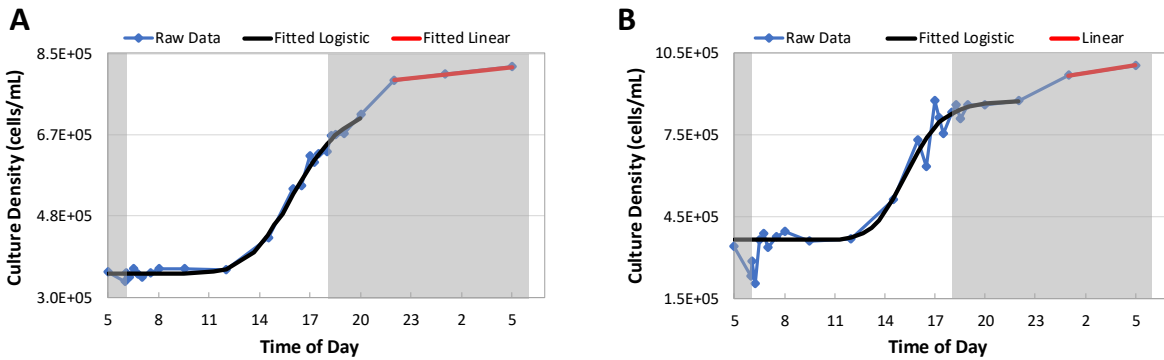 A
Raw Data Fitted Logistic Fitted Linear
8.5E+05
6.7E+05
4.8E+05
3.0E+05
Culture Density (cells/mL)
5 8 11 14 17 20 23 2 5
Time of Day
B
Raw Data Fitted Logistic Linear
10.5E+05
7.5E+05
4.5E+05
1.5E+05
Culture Density (cells/mL)
5 8 11 14 17 20 23 2 5
Time of Day